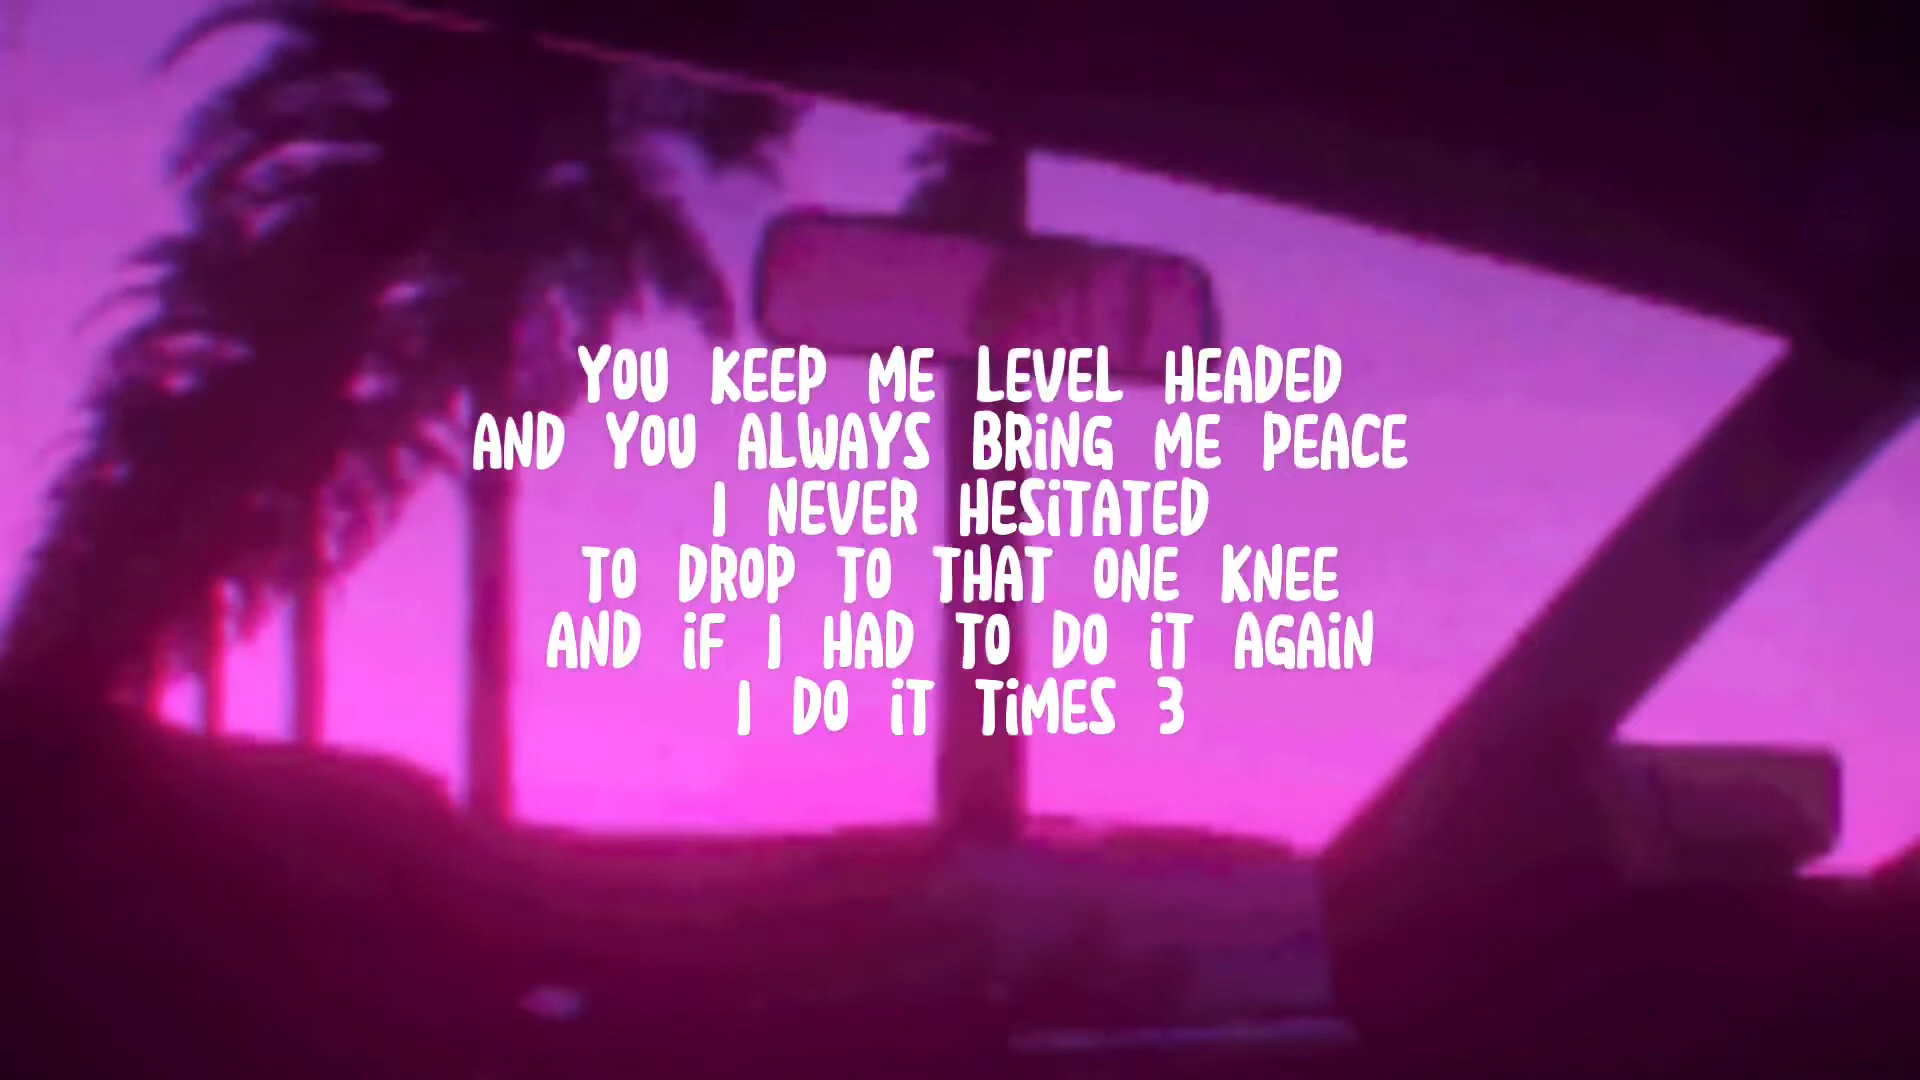 YOU KEEP ME LEVEL HEADED
AND YOU ALWAYS BRING ME PEACE
I NEVER HESITATED
TO DROP TO THAT ONE KNEE
AND IF I HAD TO DO IT AGAIN
I DO IT TIMES 3